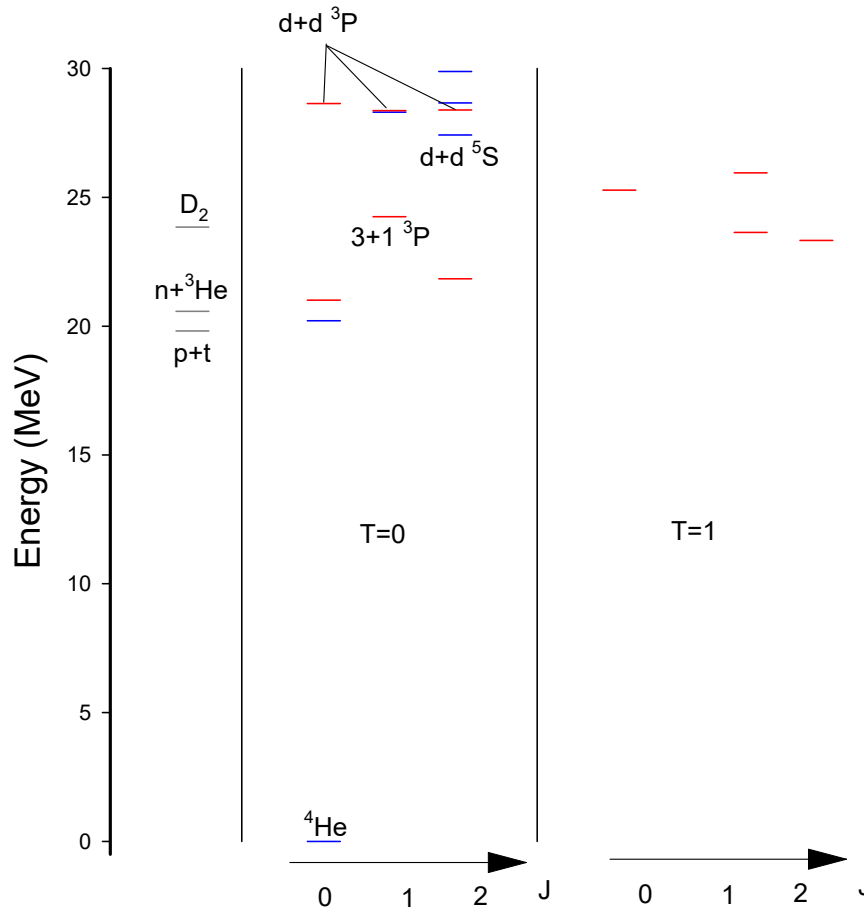 d+d ³P
30
25
20
15
10
5
0
Energy (MeV)
D₂
n+³He
p+t
d+d ⁵S
3+1 ³P
T=0
T=1
⁴He
0 1 2 J
0 1 2 J